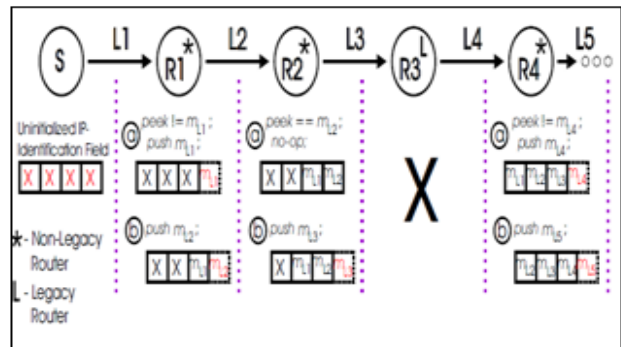 S L1 R1* L2 R2* L3 R3L L4 R4* L5
Uninitialized IP-
Identification Field
X X X X
*- Non-Legacy
Router
L - Legacy
Router
a peek != mL1;
push mL1;
X X X mL1
b push mL2;
X X mL1 mL2
a peek == mL2;
no-op;
X X mL1 mL2
b push mL3;
X mL1 mL2 mL3
X
a peek != mL4;
push mL4;
mL1 mL2 mL3 mL4
b push mL5;
mL2 mL3 mL4 mL5